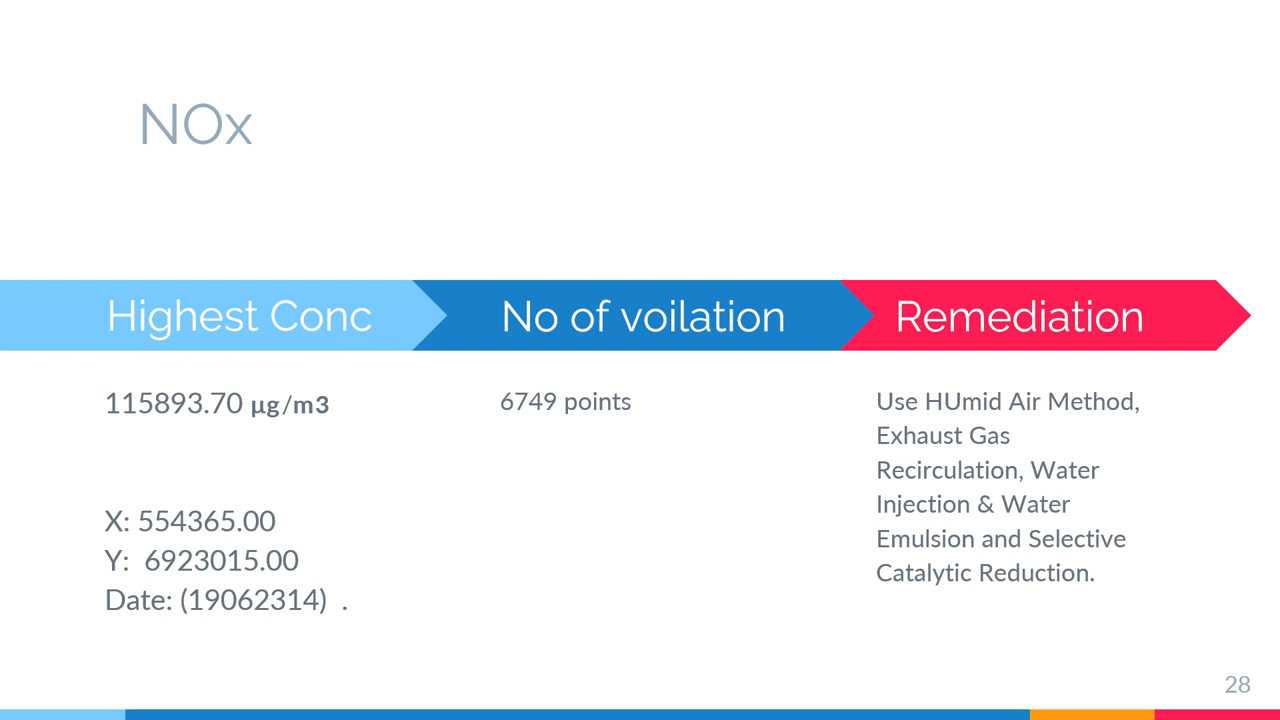 NOx
Highest Conc
No of voilation
Remediation
115893.70 µg/m3
X: 554365.00
Y: 6923015.00
Date: (19062314) .
6749 points
Use HUmid Air Method,
Exhaust Gas
Recirculation, Water
Injection & Water
Emulsion and Selective
Catalytic Reduction.
28